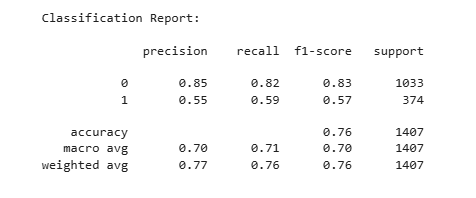 Classification Report:
precision recall f1-score support
0 0.85 0.82 0.83 1033
1 0.55 0.59 0.57 374
accuracy 0.76 1407
macro avg 0.70 0.71 0.70 1407
weighted avg 0.77 0.76 0.76 1407